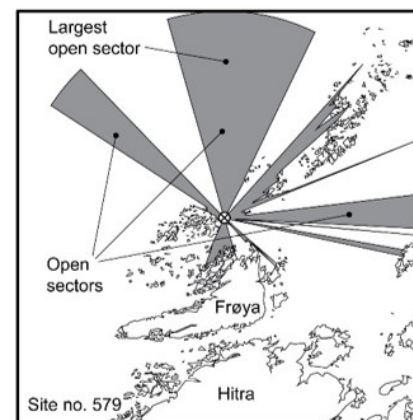 Largest
open sector
Open
sectors
Frøya
Hitra
Site no. 579